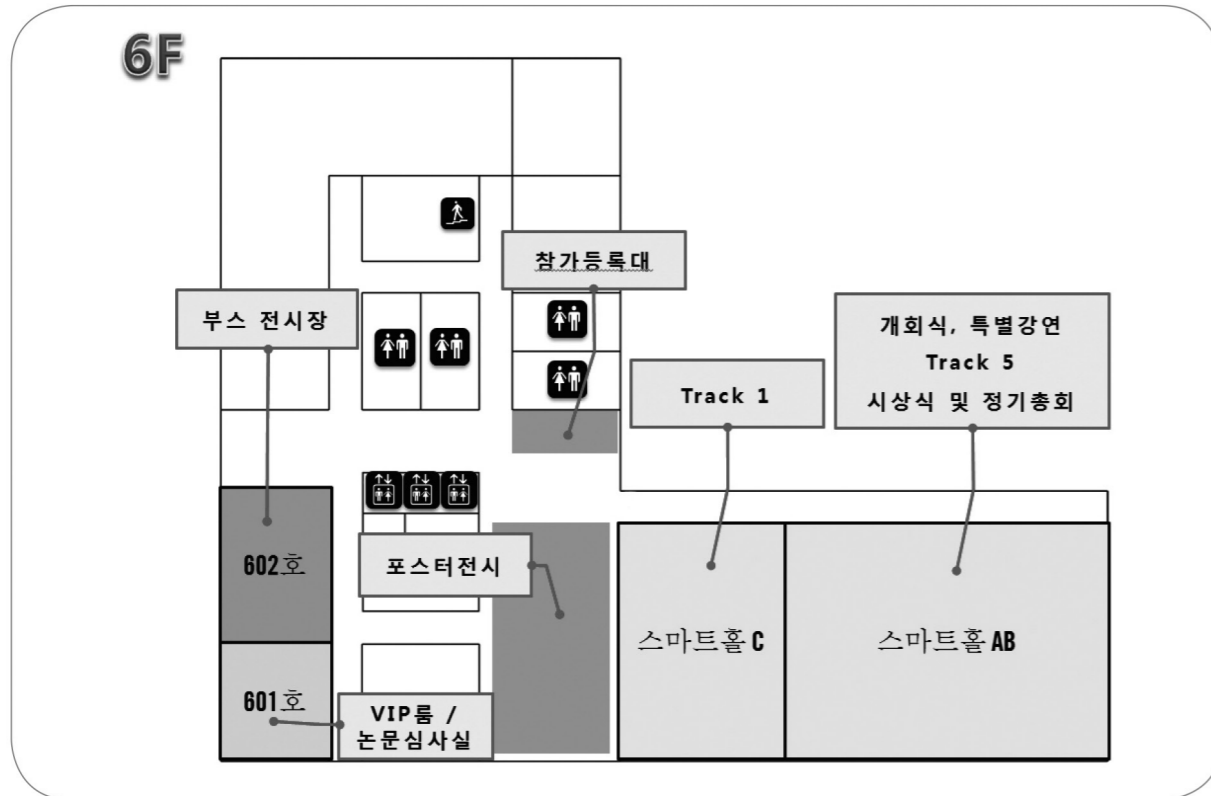 6F
참가등록대
부스 전시장
개회식, 특별강연
Track 5
시상식 및 정기총회
Track 1
602호
포스터전시
스마트홀 C
스마트홀 AB
601호
VIP룸 /
논문심사실